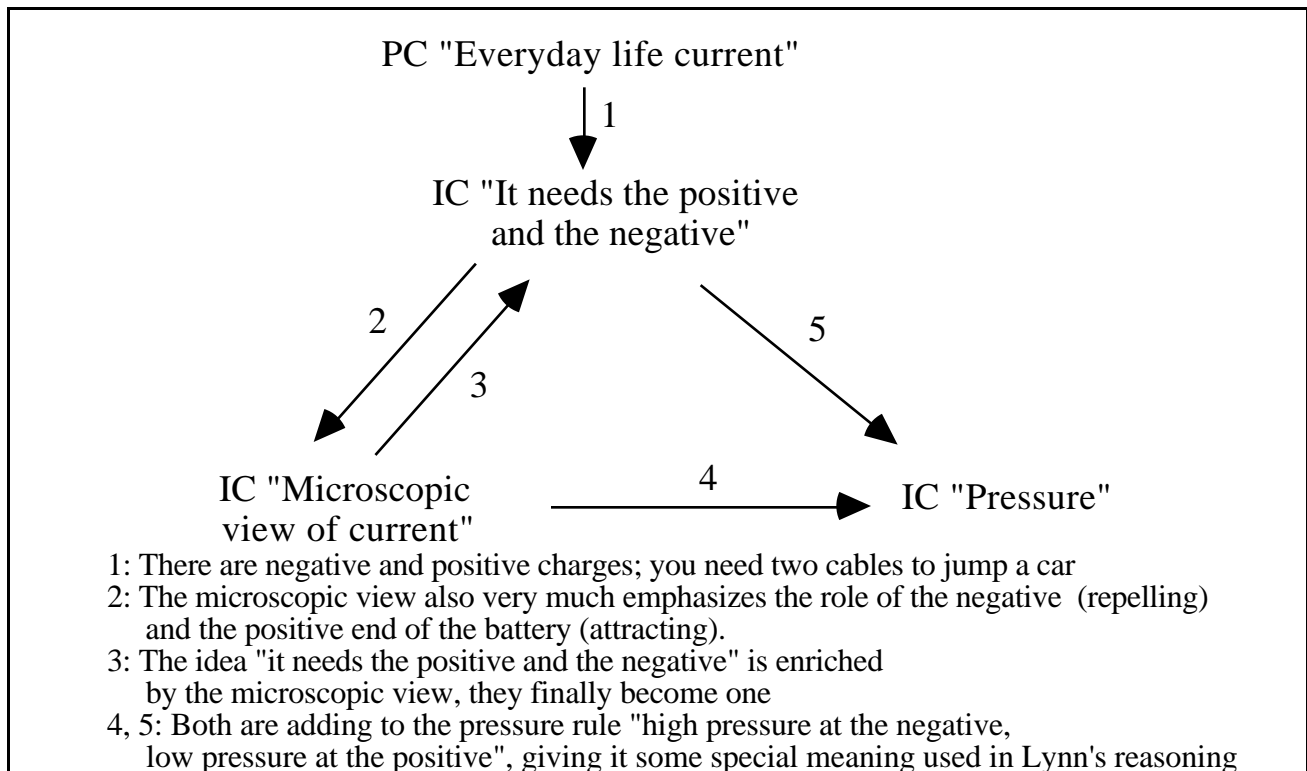 PC "Everyday life current"
1
IC "It needs the positive
and the negative"
2
3
5
4
IC "Microscopic
view of current"
IC "Pressure"
1: There are negative and positive charges; you need two cables to jump a car
2: The microscopic view also very much emphasizes the role of the negative (repelling)
and the positive end of the battery (attracting).
3: The idea "it needs the positive and the negative" is enriched
by the microscopic view, they finally become one
4, 5: Both are adding to the pressure rule "high pressure at the negative,
low pressure at the positive", giving it some special meaning used in Lynn's reasoning